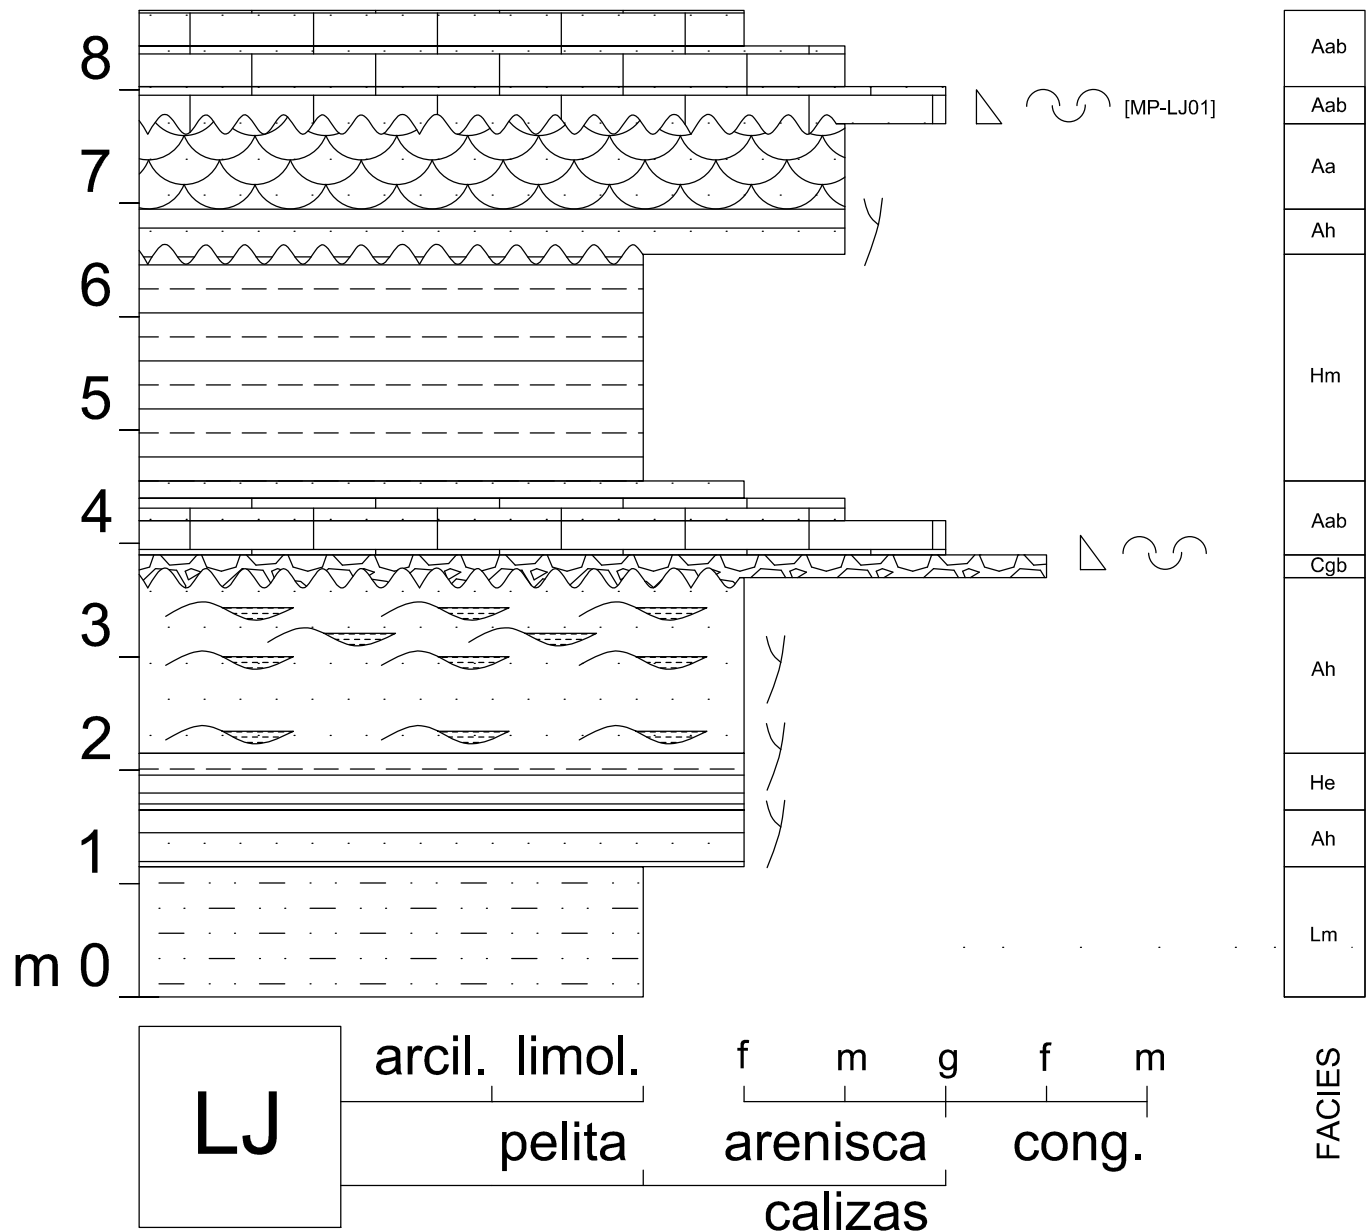 8
Aab
[MP-LJ01]
Aab
7
Aa
Ah
6
Hm
5
4
Aab
Cgb
3
Ah
2
He
1
Ah
m 0
Lm
LJ
arcil. limol. f m g f m
pelita arenisca cong.
calizas
FACIES